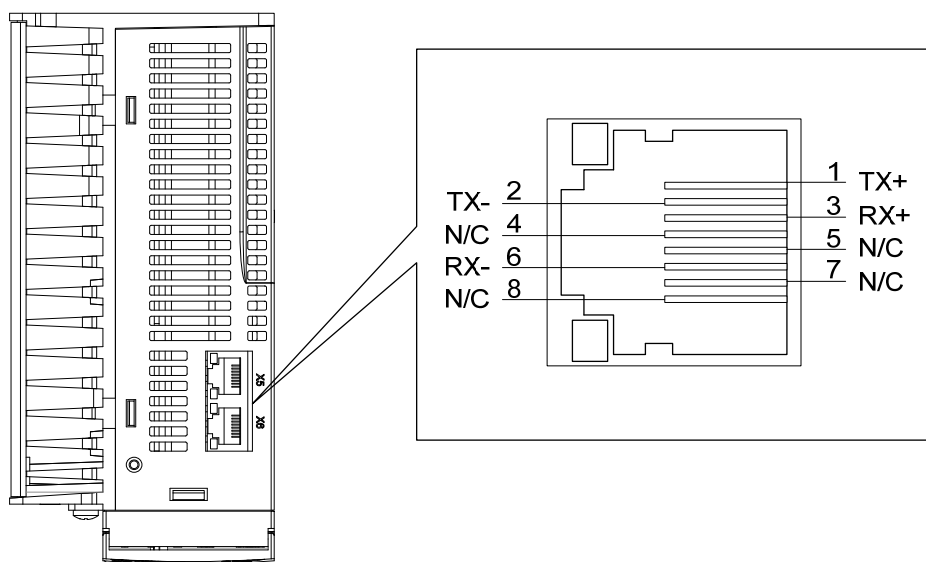 1 TX+
TX- 2
3 RX+
N/C 4
5 N/C
RX- 6
7 N/C
N/C 8
X5
X6